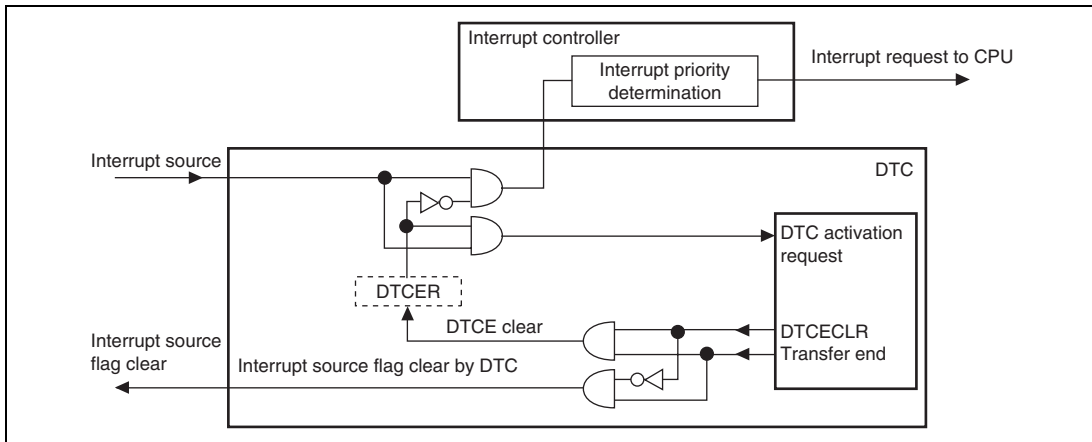 Interrupt controller
Interrupt priority
determination
Interrupt request to CPU
Interrupt source
DTC
DTC activation
request
DTCER
DTCE clear
DTCECLR
Transfer end
Interrupt source
flag clear
Interrupt source flag clear by DTC